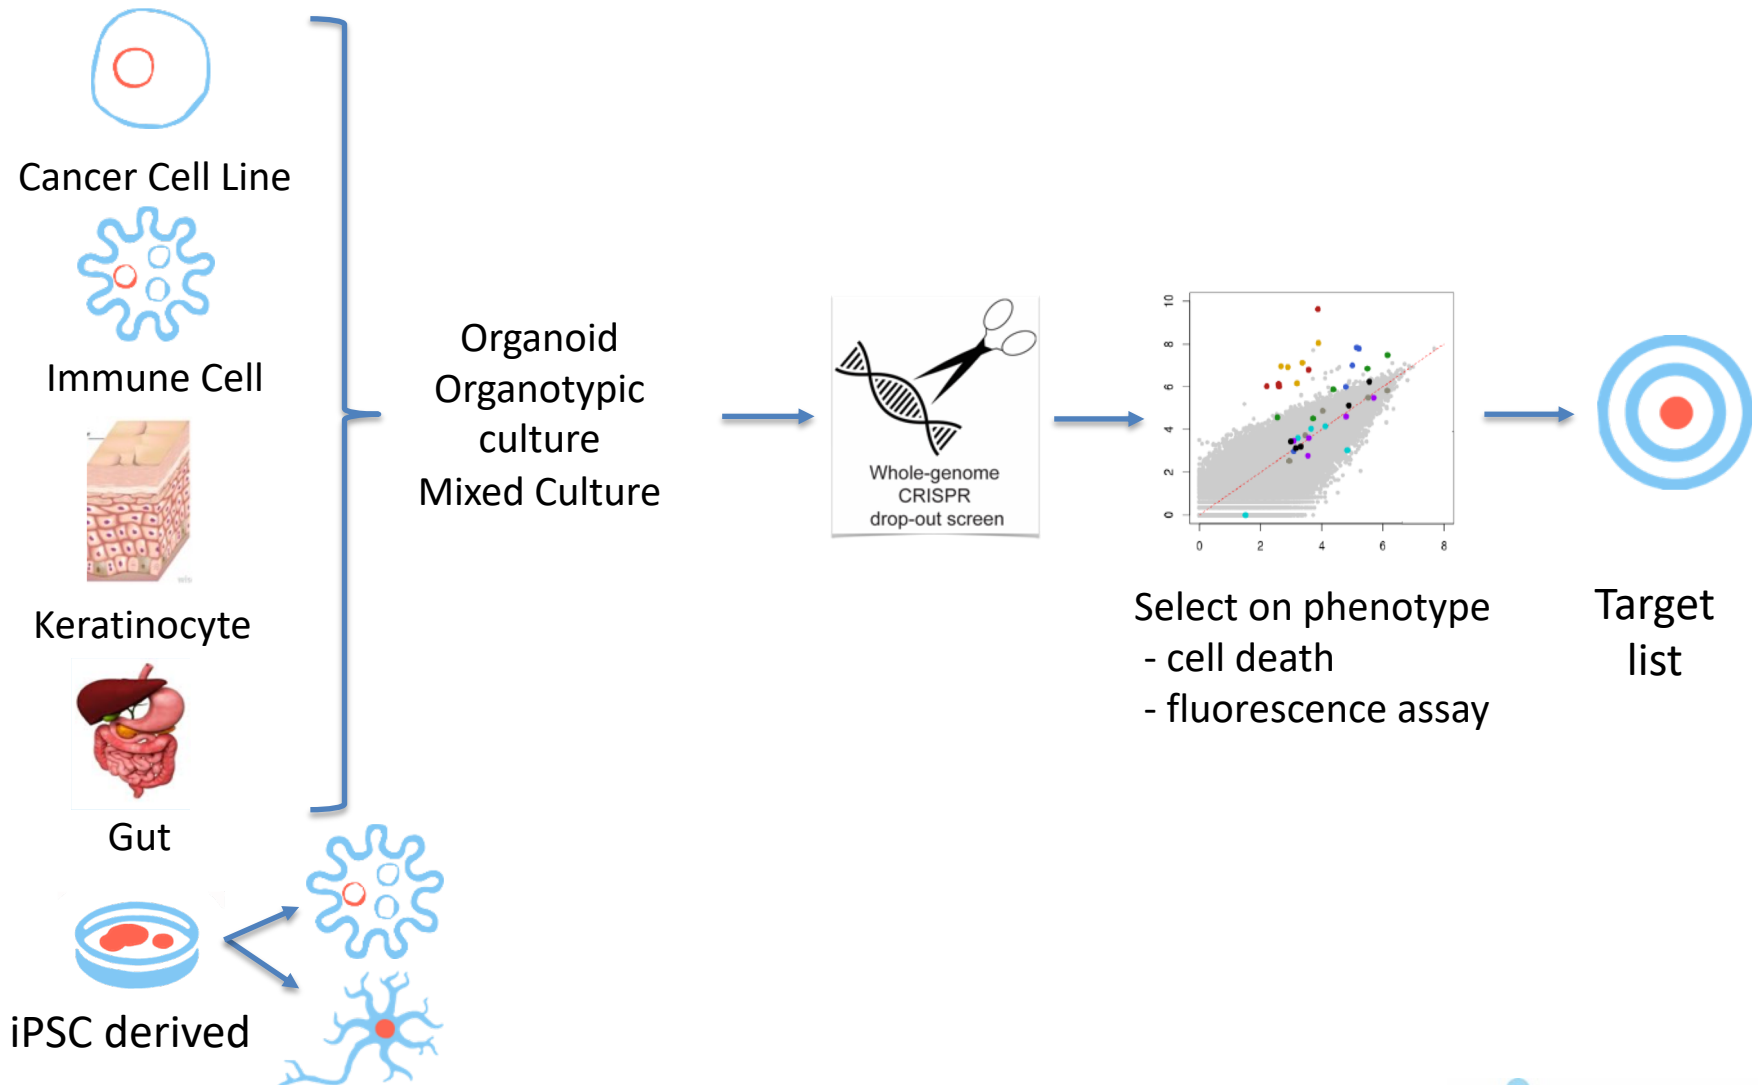 Cancer Cell Line
Immune Cell
Keratinocyte
Gut
iPSC derived
Organoid
Organotypic
culture
Mixed Culture
Whole-genome
CRISPR
drop-out screen
10
8
6
4
2
0
0 2 4 6 8
Select on phenotype
- cell death
- fluorescence assay
Target
list